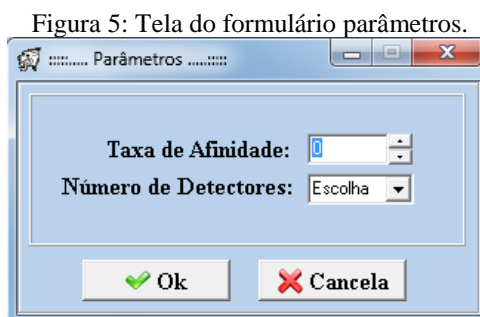 Figura 5: Tela do formulário parâmetros.
:::::..... Parâmetros .....:::::
Taxa de Afinidade: 0
Número de Detectores: Escolha
Ok Cancela